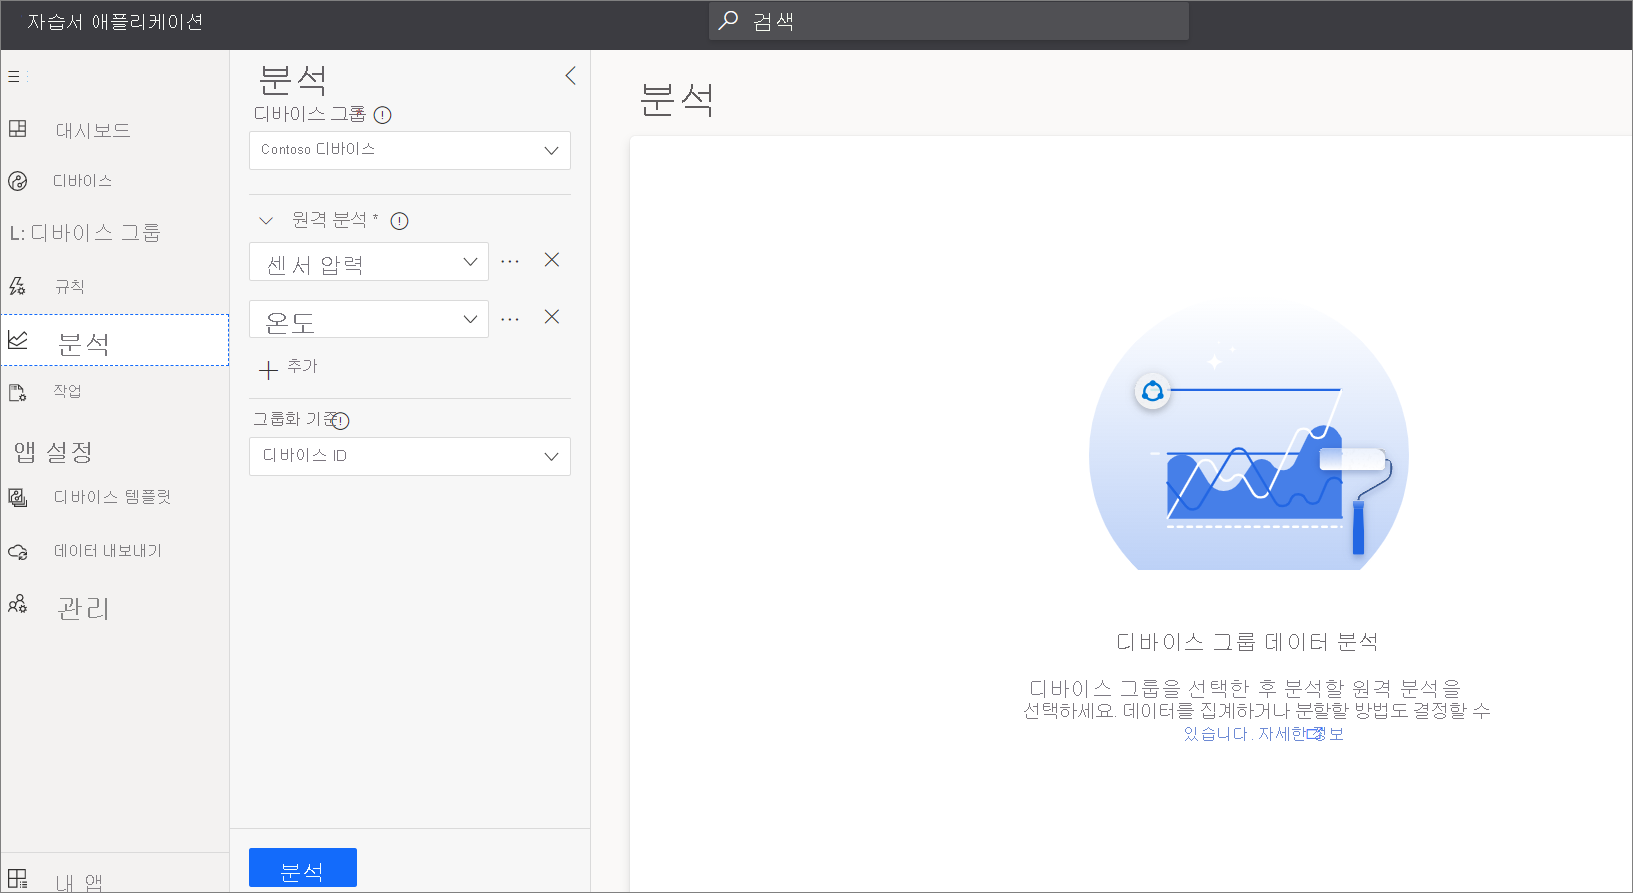 자습서 애플리케이션
검색
대시보드
디바이스
L: 디바이스 그룹
규칙
분석
작업
앱 설정
디바이스 템플릿
데이터 내보내기
관리
내 앱
분석
디바이스 그룹 *
Contoso 디바이스
원격 분석 *
센서 압력
온도
추가
그룹화 기준
디바이스 ID
분석
분석
디바이스 그룹 데이터 분석
디바이스 그룹을 선택한 후 분석할 원격 분석을
선택하세요. 데이터를 집계하거나 분할할 방법도 결정할 수
있습니다. 자세한 정보